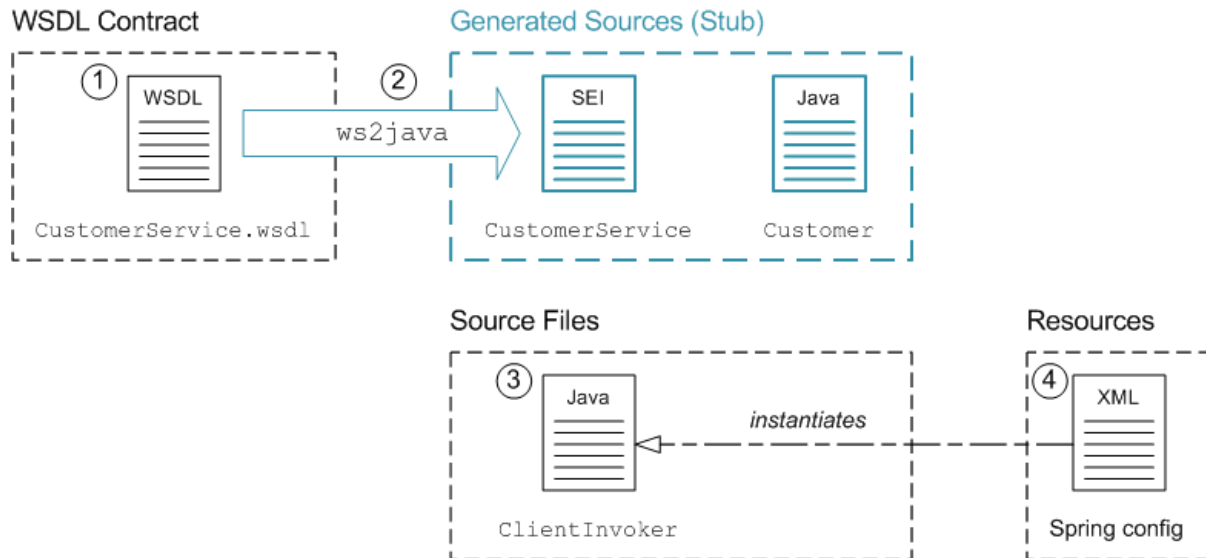 WSDL Contract
Generated Sources (Stub)
1
2
WSDL
SEI
Java
ws2java
CustomerService.wsdl
CustomerService
Customer
Source Files
Resources
3
4
Java
XML
instantiates
ClientInvoker
Spring config